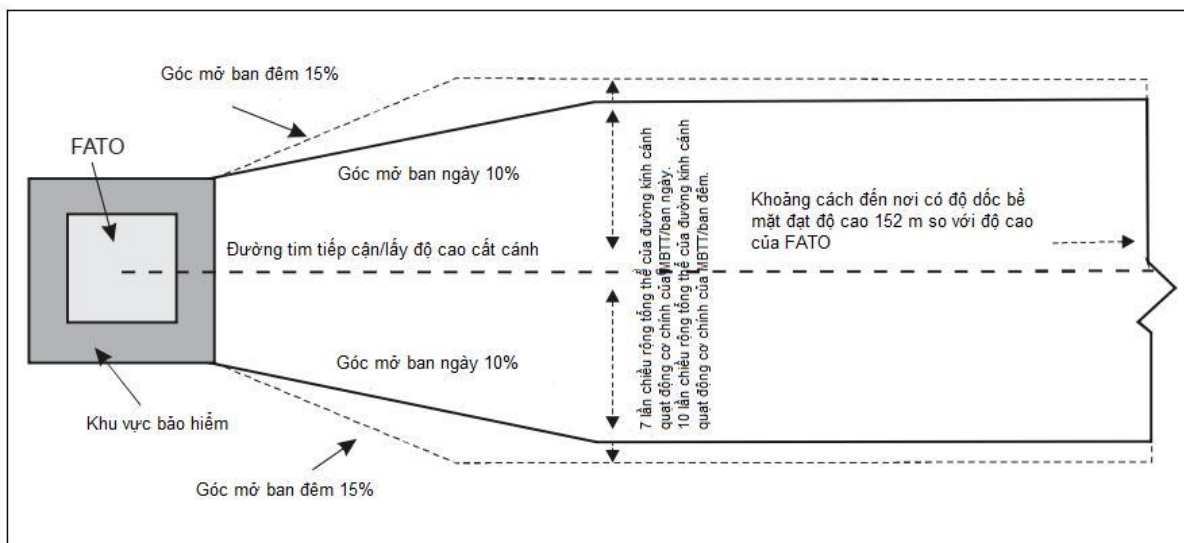 Góc mở ban đêm 15%
FATO
Góc mở ban ngày 10%
Đường tim tiếp cận/lấy độ cao cất cánh
7 lần chiều rộng tổng thể của đường kính cánh
quạt động cơ chính của MBTT/ban ngày.
10 lần chiều rộng tổng thể của đường kính cánh
quạt động cơ chính của MBTT/ban đêm.
Khoảng cách đến nơi có độ dốc bề
mặt đạt độ cao 152 m so với độ cao
của FATO
Góc mở ban ngày 10%
Khu vực bảo hiểm
Góc mở ban đêm 15%